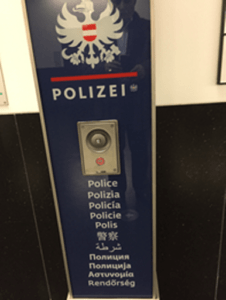 POLIZEI
Police
Polizia
Policía
Policie
Polis
警察
شرطة
Полиция
Полиција
Αστυνομία
Rendőrség